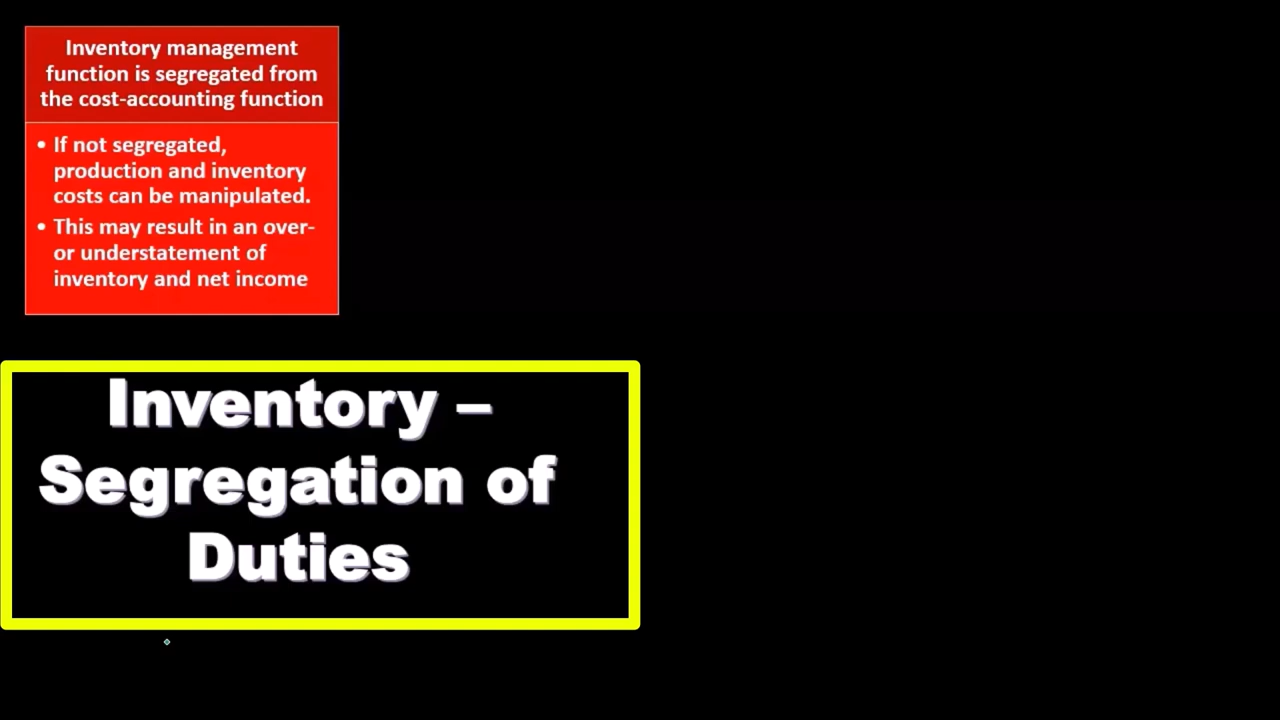 Inventory management
function is segregated from
the cost-accounting function
• If not segregated,
production and inventory
costs can be manipulated.
• This may result in an over-
or understatement of
inventory and net income
Inventory –
Segregation of
Duties